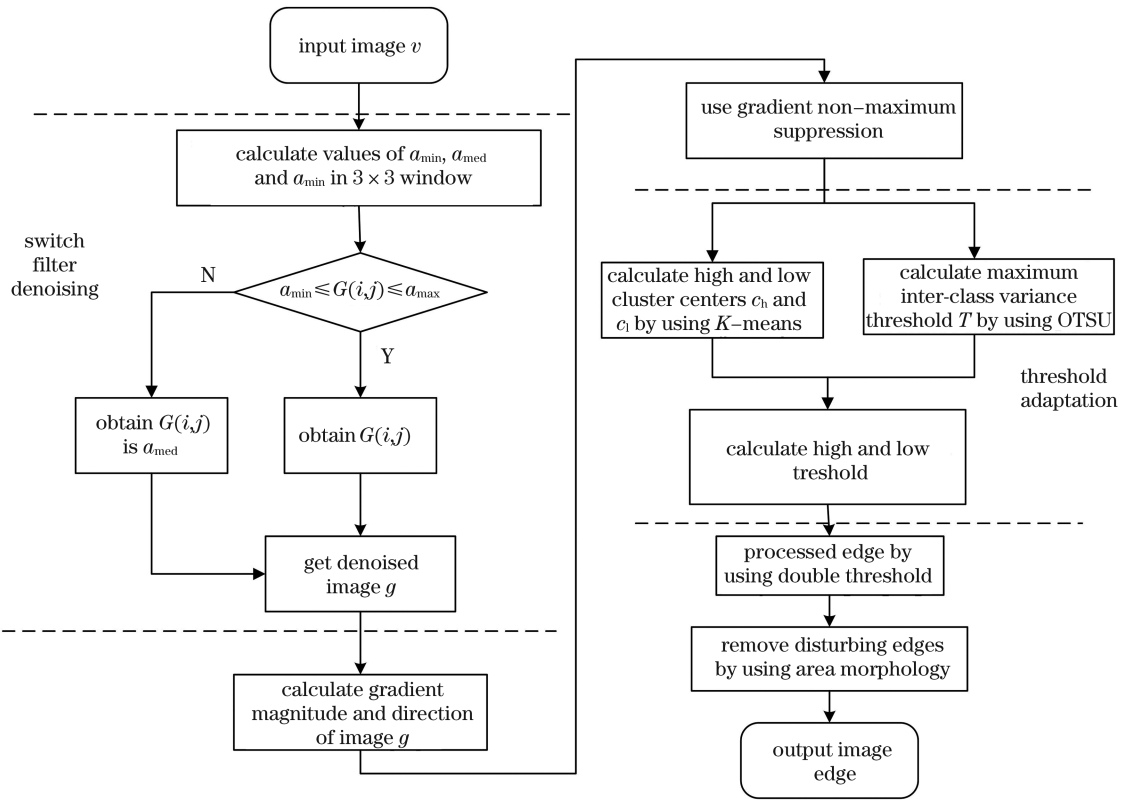 input image v
calculate values of aₘᵢₙ, aₘₑd
and aₘᵢₙ in 3 × 3 window
switch
filter
denoising
N
aₘᵢₙ⩽G(i,j)⩽aₘₐₓ
Y
obtain G(i,j)
is aₘₑd
obtain G(i,j)
get denoised
image g
calculate gradient
magnitude and direction
of image g
use gradient non–maximum
suppression
calculate high and low
cluster centers cₕ and
cₗ by using K–means
calculate maximum
inter-class variance
threshold T by using OTSU
threshold
adaptation
calculate high and low
treshold
processed edge by
using double threshold
remove disturbing edges
by using area morphology
output image
edge